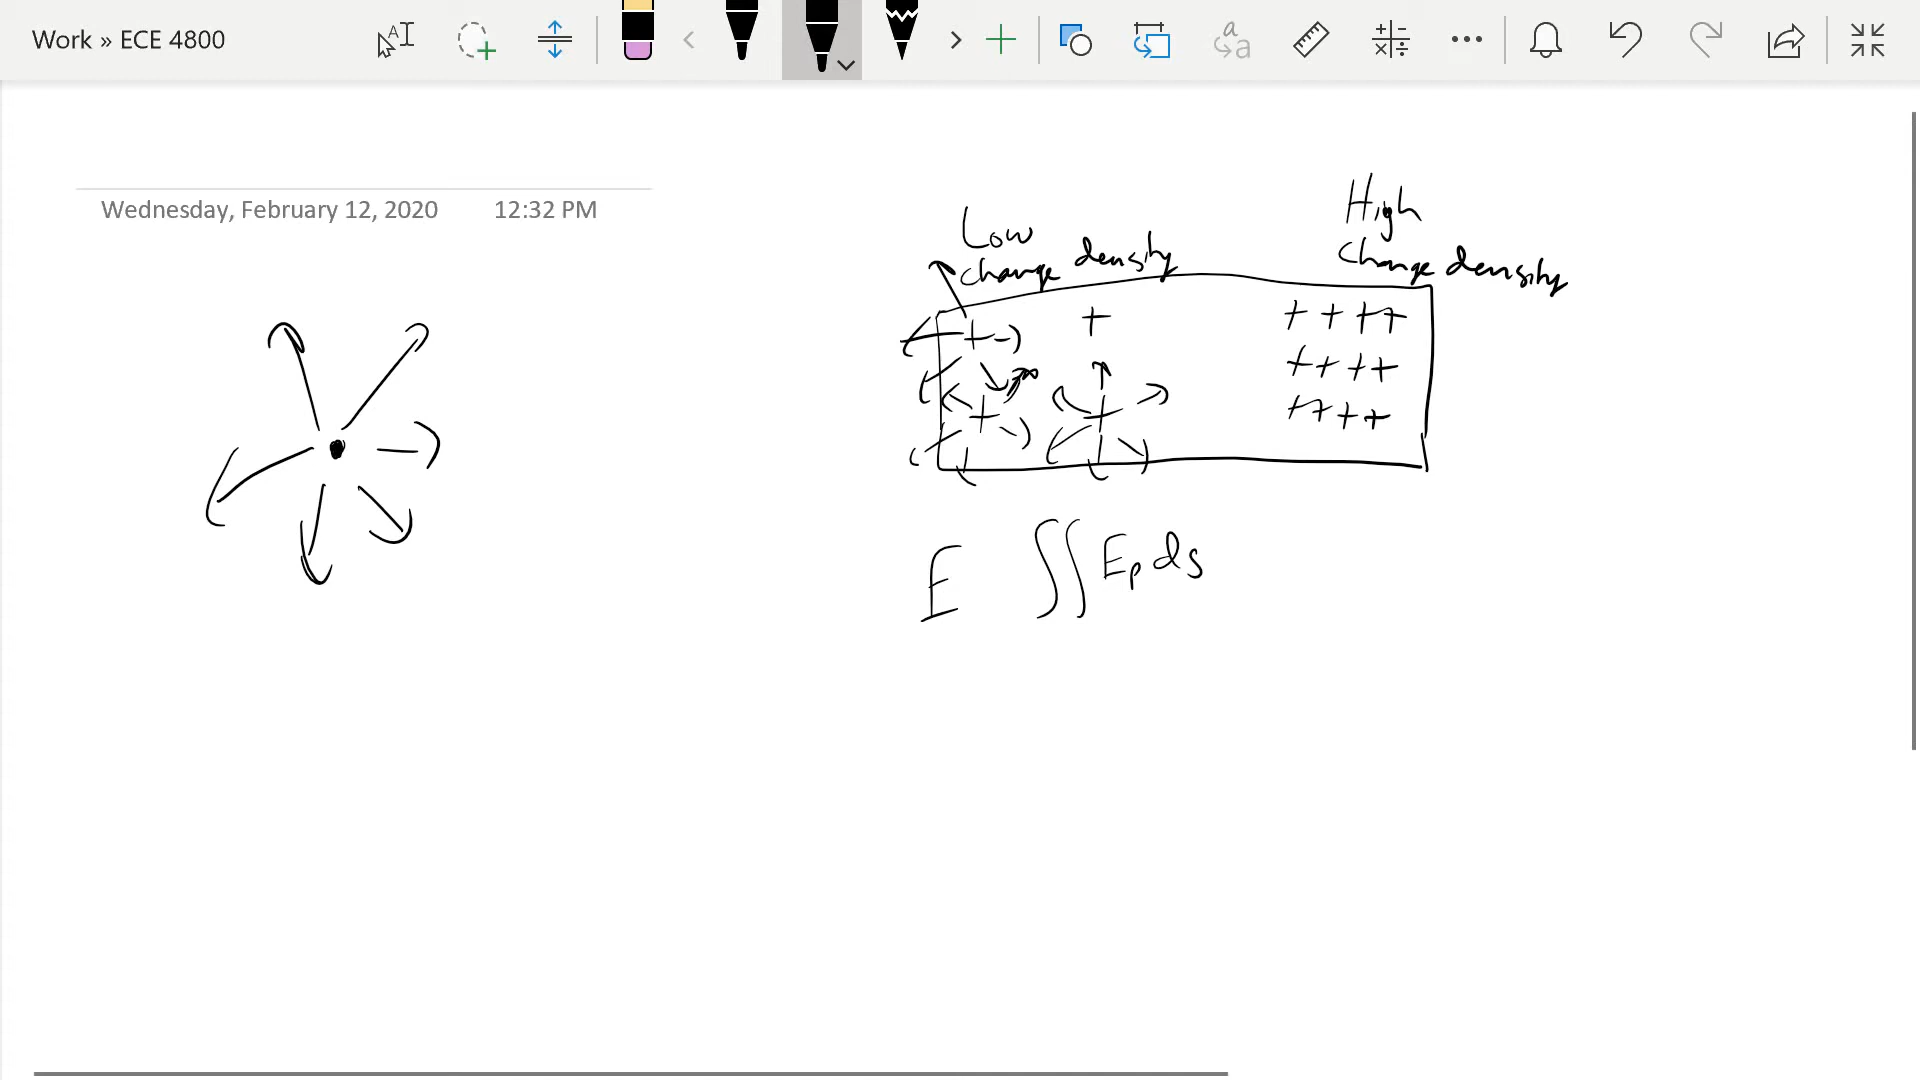 Work » ECE 4800
Wednesday, February 12, 2020 12:32 PM
Low
charge density
High
charge density
+ +
+ +
+ + + +
+ + + +
+ + + +
E ∬ Eₚ ds